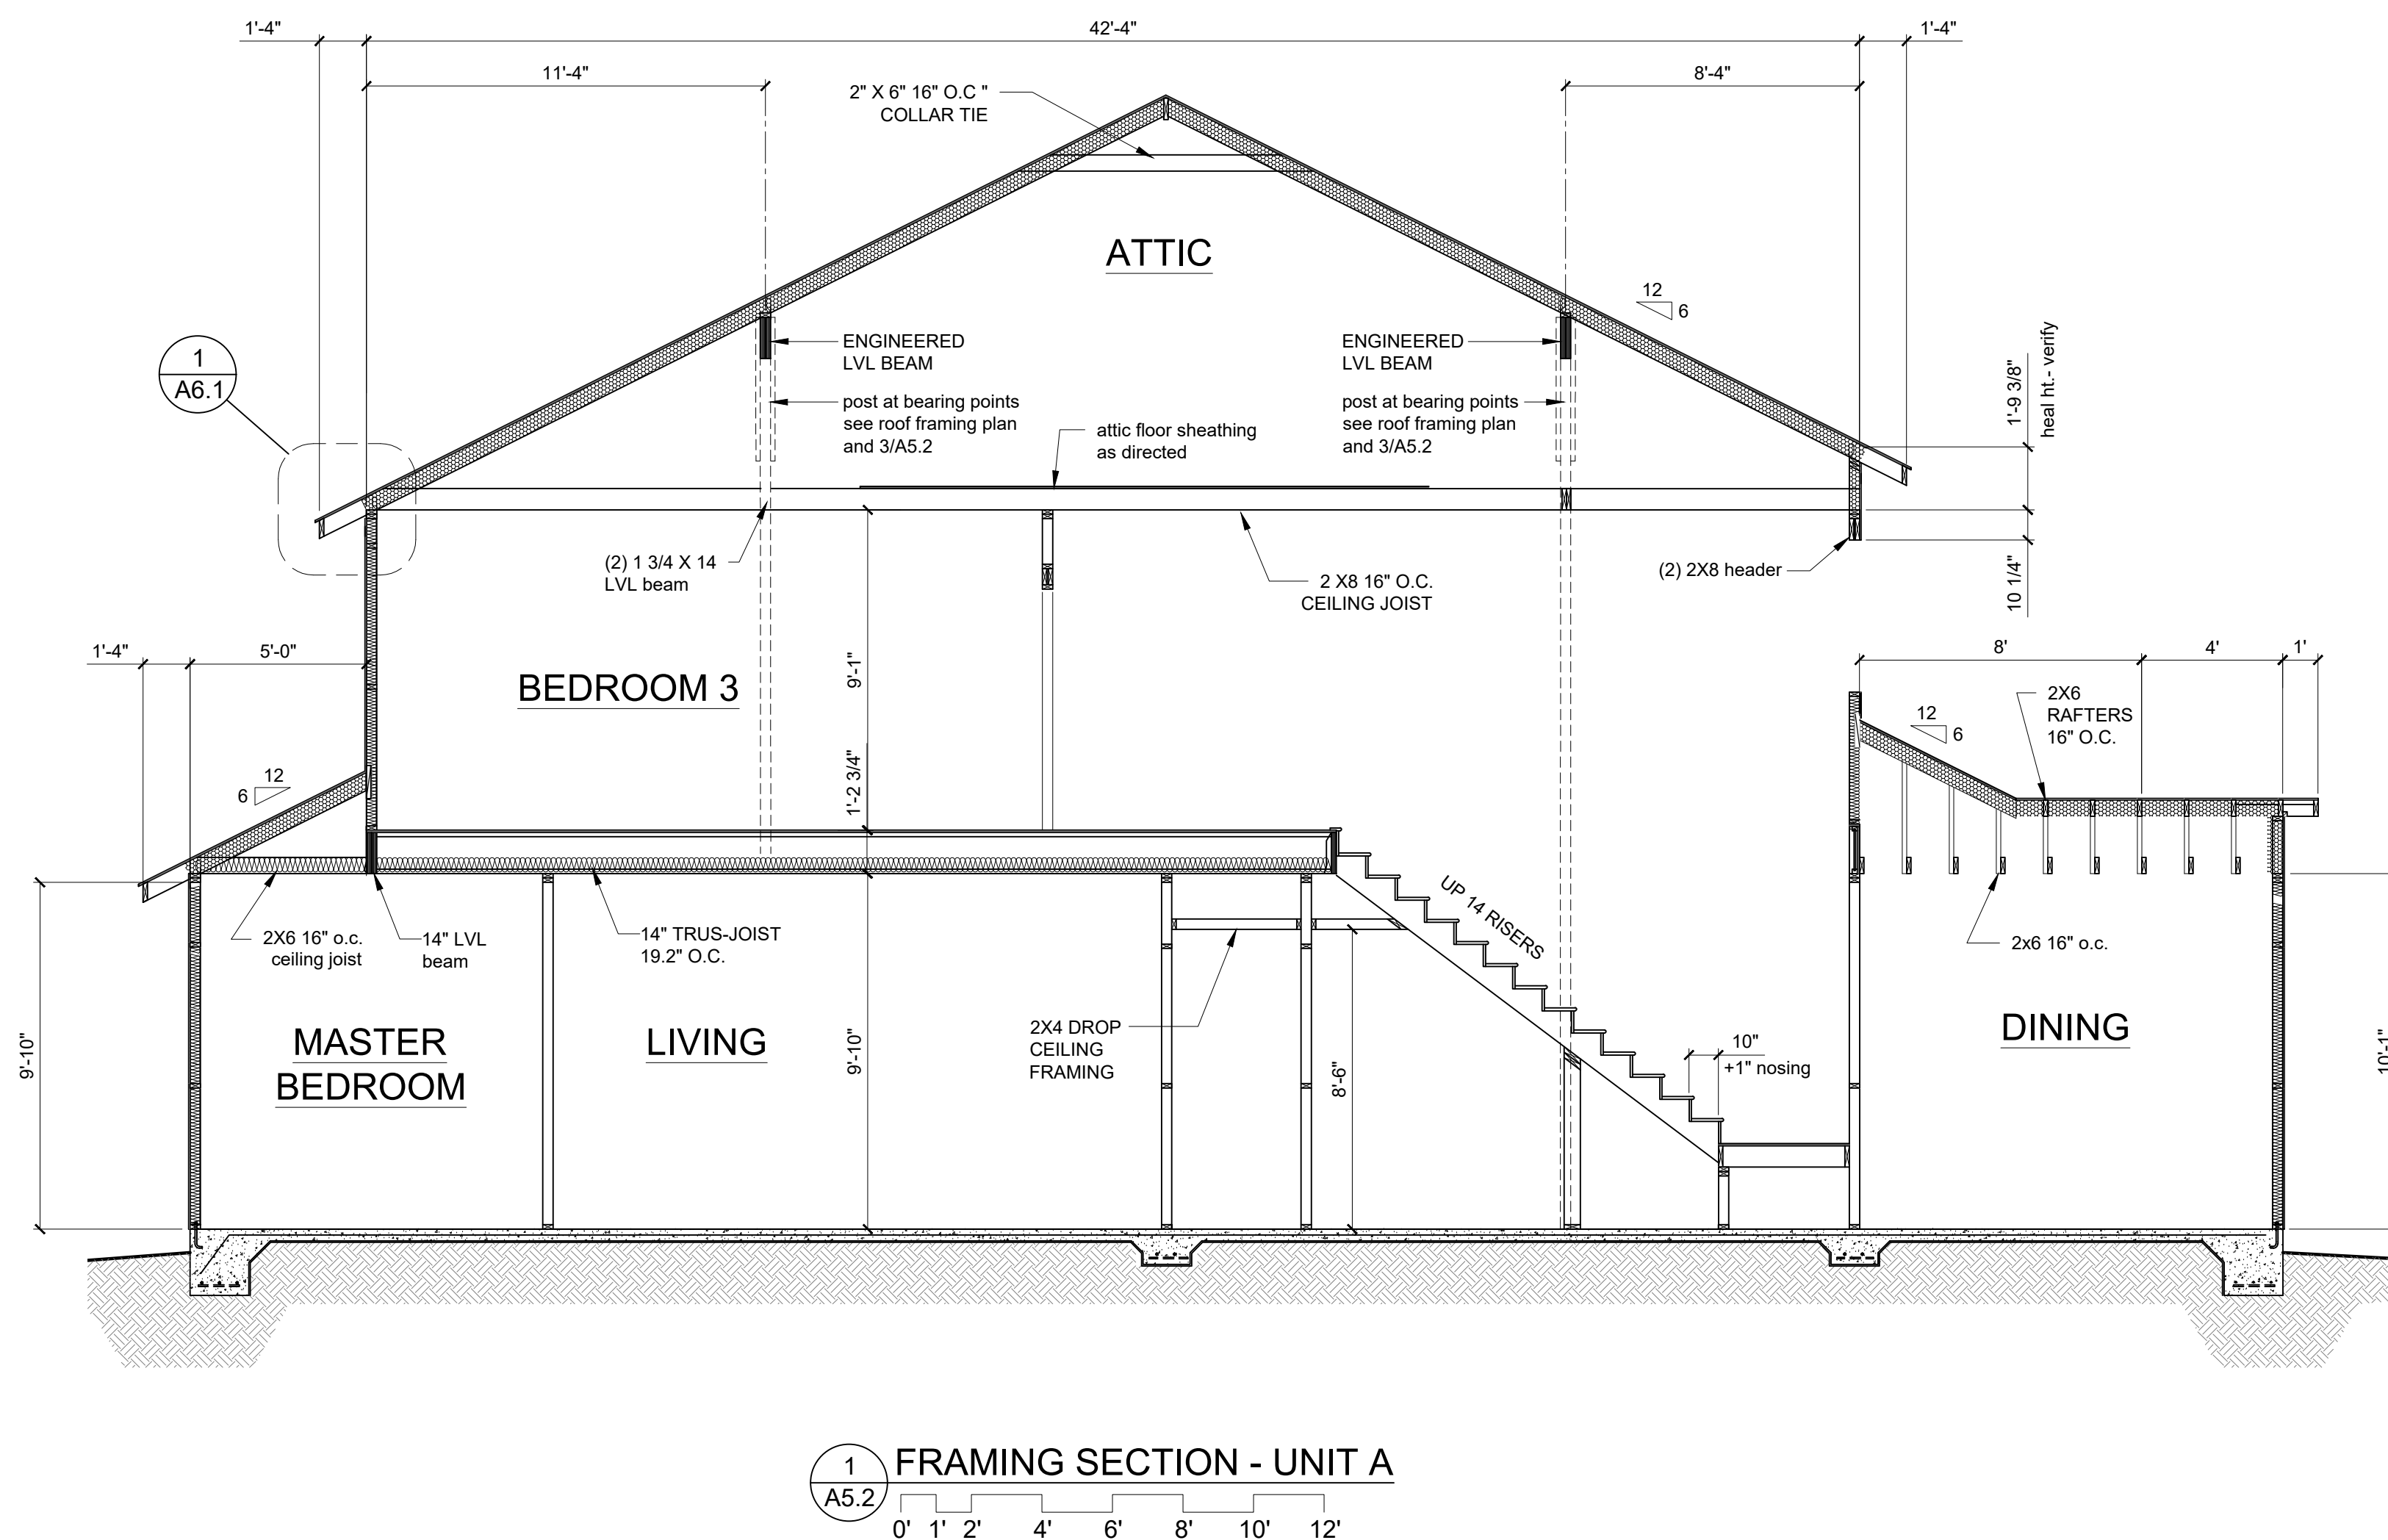 1'-4"
42'-4"
1'-4"
11'-4"
8'-4"
2" X 6" 16" O.C "
COLLAR TIE
ATTIC
12
6
1
A6.1
ENGINEERED
LVL BEAM
ENGINEERED
LVL BEAM
post at bearing points
see roof framing plan
and 3/A5.2
post at bearing points
see roof framing plan
and 3/A5.2
attic floor sheathing
as directed
1'-9 3/8"
heal ht.- verify
(2) 1 3/4 X 14
LVL beam
2 X8 16" O.C.
CEILING JOIST
(2) 2X8 header
10 1/4"
1'-4"
5'-0"
BEDROOM 3
9'-1"
8'
4'
1'
2X6
RAFTERS
16" O.C.
12
6
12
6
1'-2 3/4"
UP 14 RISERS
2X6 16" o.c.
ceiling joist
14" LVL
beam
14" TRUS-JOIST
19.2" O.C.
2x6 16" o.c.
9'-10"
MASTER
BEDROOM
LIVING
9'-10"
2X4 DROP
CEILING
FRAMING
8'-6"
10"
+1" nosing
DINING
10'-1"
1
A5.2
FRAMING SECTION - UNIT A
0' 1' 2' 4' 6' 8' 10' 12'